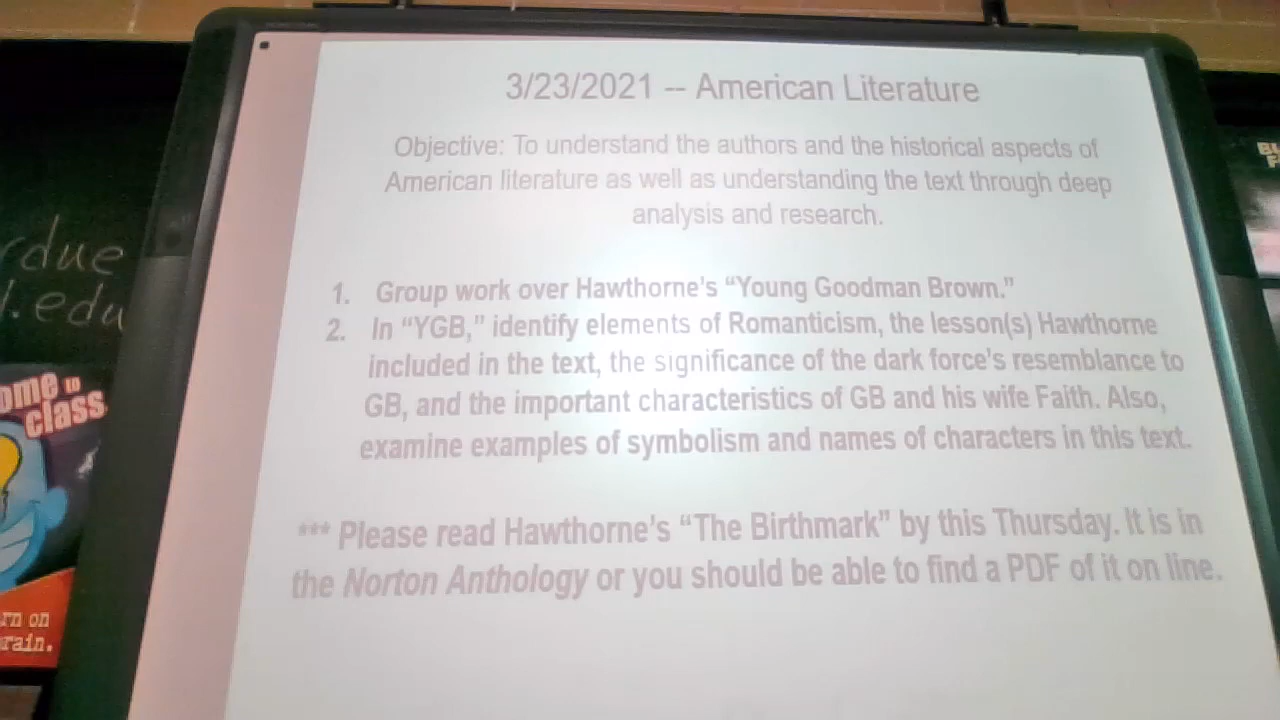 3/23/2021 -- American Literature
Objective: To understand the authors and the historical aspects of
American literature as well as understanding the text through deep
analysis and research.
1. Group work over Hawthorne's “Young Goodman Brown.”
2. In “YGB,” identify elements of Romanticism, the lesson(s) Hawthorne
included in the text, the significance of the dark force's resemblance to
GB, and the important characteristics of GB and his wife Faith. Also,
examine examples of symbolism and names of characters in this text.
*** Please read Hawthorne's “The Birthmark” by this Thursday. It is in
the Norton Anthology or you should be able to find a PDF of it on line.
rdue
.edu
ome to
class
rn on
rain.